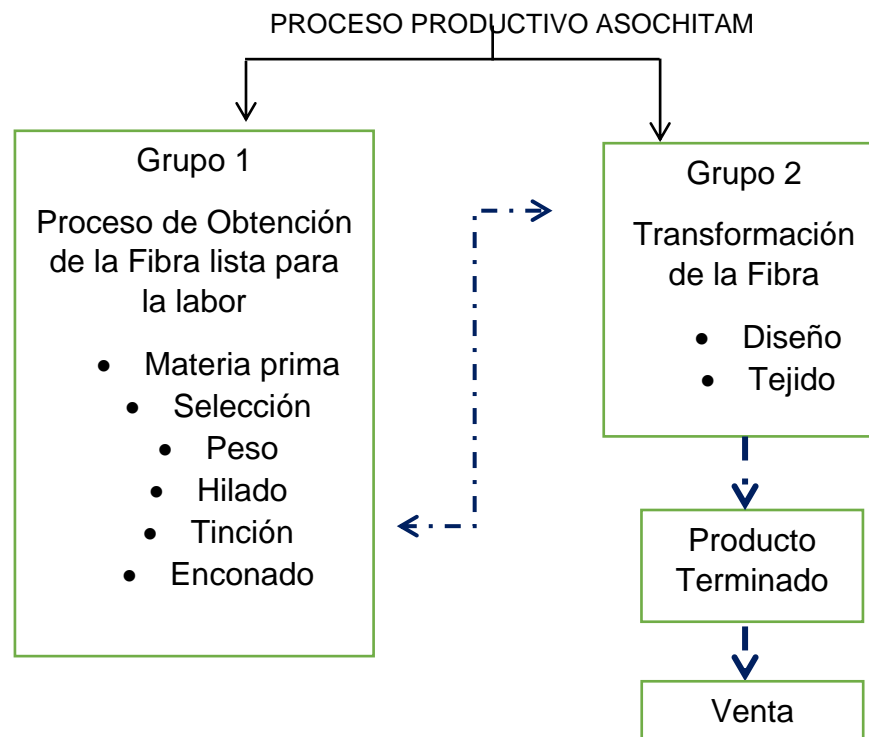 PROCESO PRODUCTIVO ASOCHITAM
Grupo 1
Proceso de Obtención
de la Fibra lista para
la labor
• Materia prima
• Selección
• Peso
• Hilado
• Tinción
• Enconado
Grupo 2
Transformación
de la Fibra
• Diseño
• Tejido
Producto
Terminado
Venta